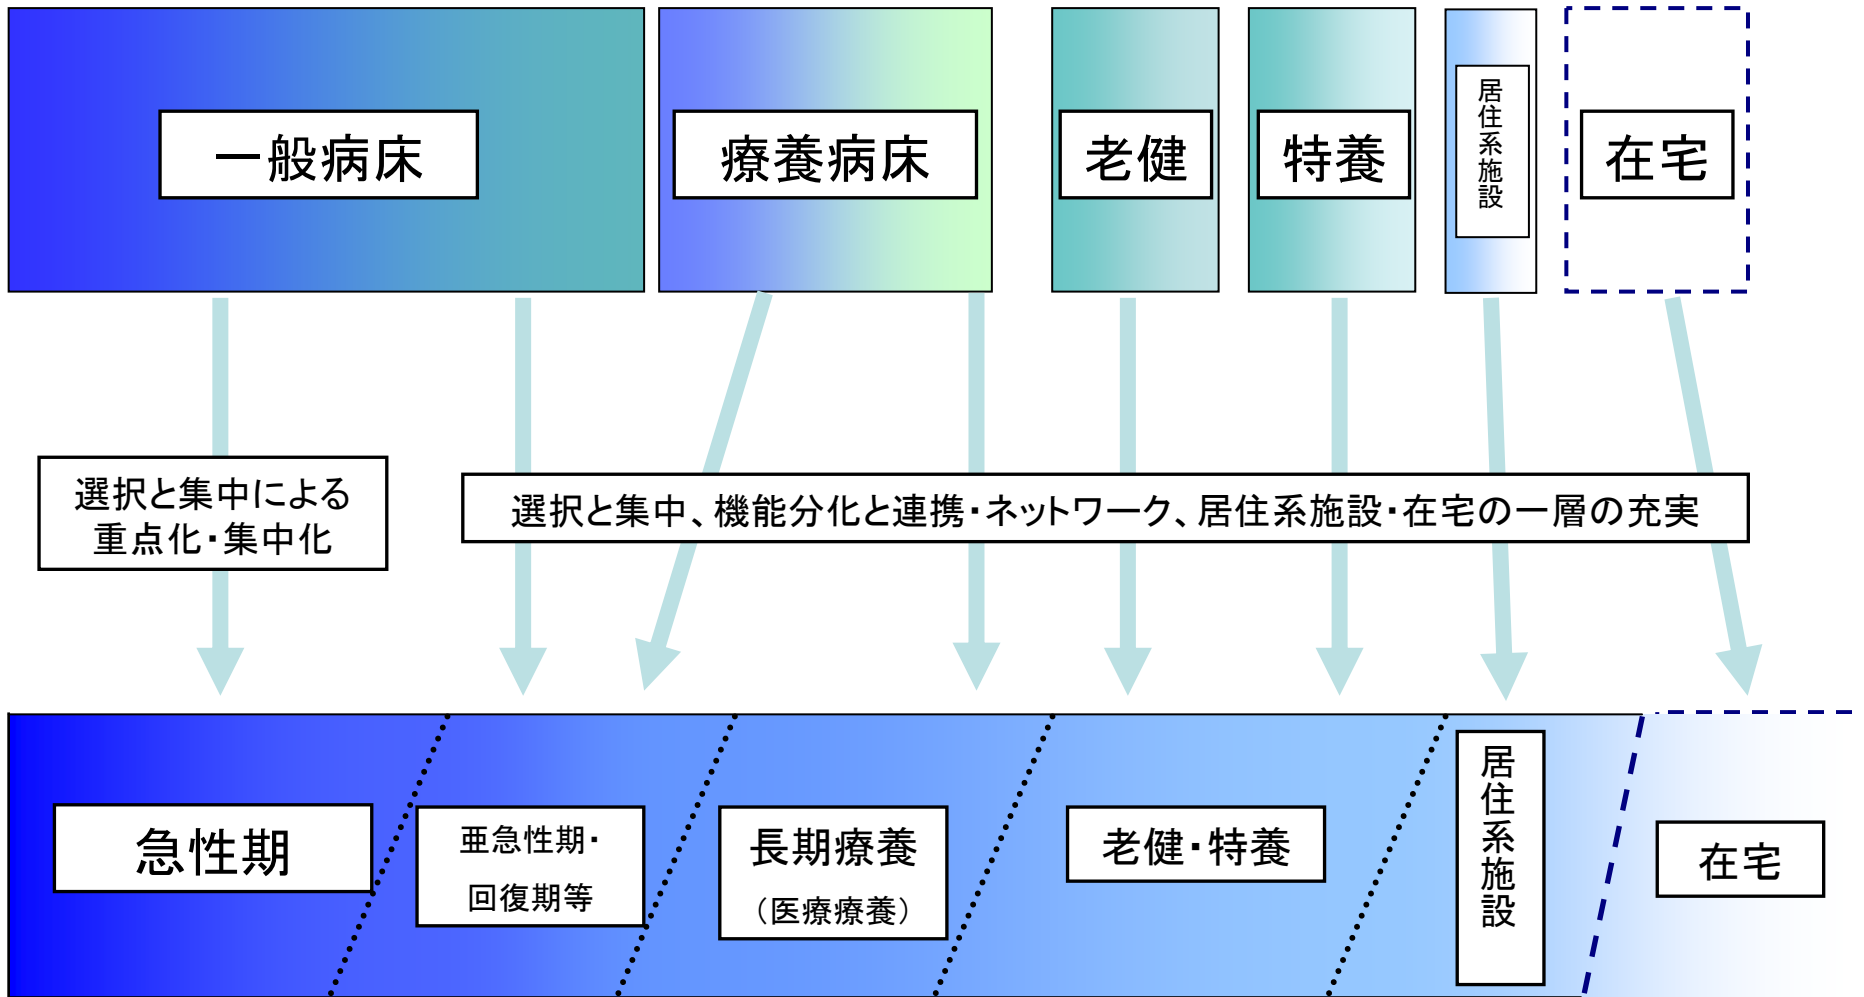 一般病床
療養病床
老健
特養
居住系施設
在宅
選択と集中による
重点化・集中化
選択と集中、機能分化と連携・ネットワーク、居住系施設・在宅の一層の充実
急性期
亜急性期・
回復期等
長期療養
（医療療養）
老健・特養
居住系施設
在宅